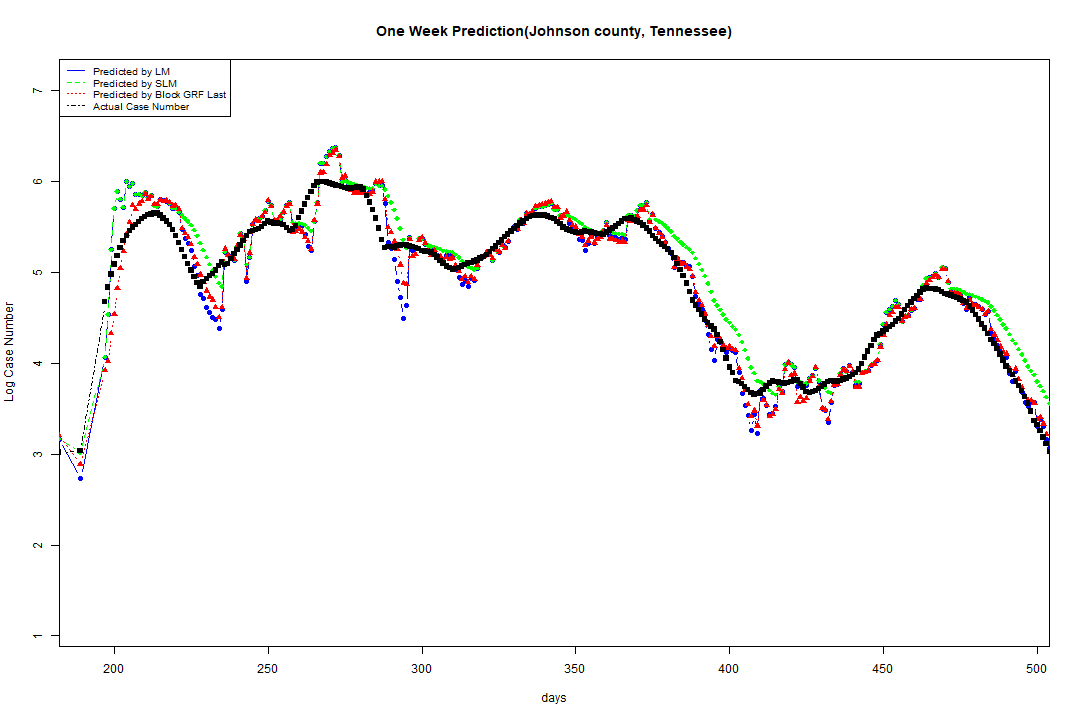 One Week Prediction(Johnson county, Tennessee)
Predicted by LM
Predicted by SLM
Predicted by Block GRF Last
Actual Case Number
7
6
5
4
3
2
1
Log Case Number
200 250 300 350 400 450 500
days